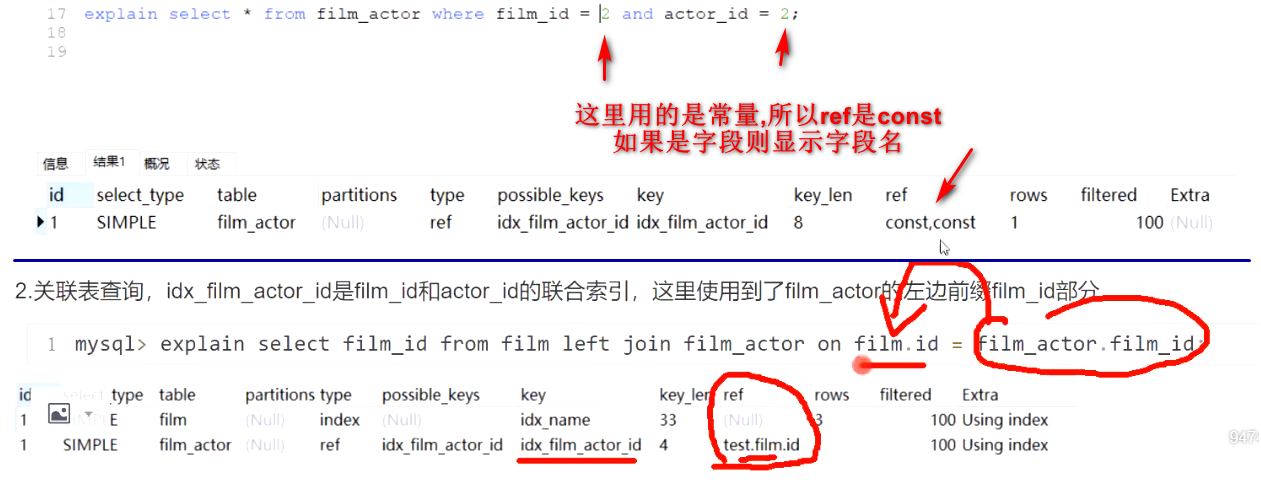 17 explain select * from film_actor where film_id = 2 and actor_id = 2;
18
19
这里用的是常量,所以ref是const
如果是字段则显示字段名
信息 结果1 概况 状态
id select_type table partitions type possible_keys key key_len ref rows filtered Extra
1 SIMPLE film_actor (Null) ref idx_film_actor_id idx_film_actor_id 8 const,const 1 100 (Null)
2.关联表查询，idx_film_actor_id是film_id和actor_id的联合索引，这里使用到了film_actor的左边前缀film_id部分
1 mysql> explain select film_id from film left join film_actor on film.id = film_actor.film_id;
id select_type table partitions type possible_keys key key_len ref rows filtered Extra
1 E film (Null) index (Null) idx_name 33 (Null) 3 100 Using index
1 SIMPLE film_actor (Null) ref idx_film_actor_id idx_film_actor_id 4 test.film.id 100 Using index